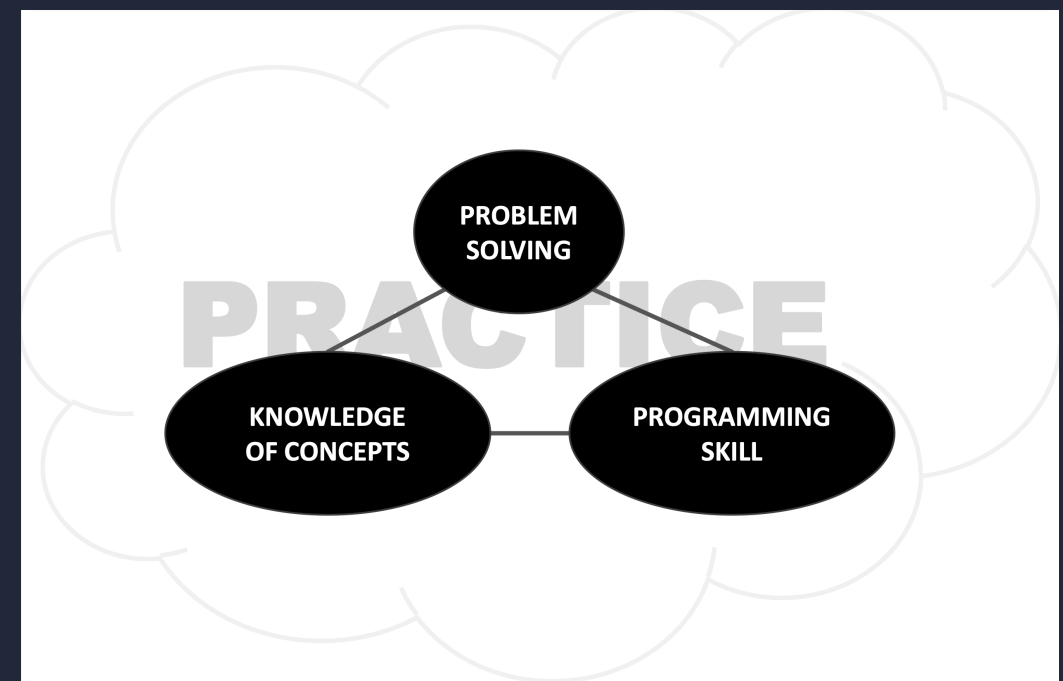 PROBLEM
SOLVING
PRACTICE
KNOWLEDGE
OF CONCEPTS
PROGRAMMING
SKILL